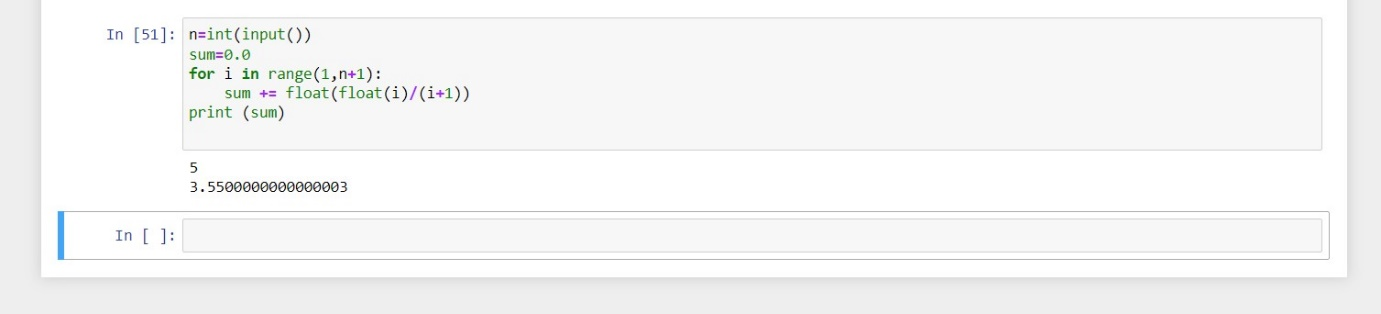 In [51]: n=int(input())
sum=0.0
for i in range(1,n+1):
    sum += float(float(i)/(i+1))
print (sum)
5
3.5500000000000003
In [ ]: